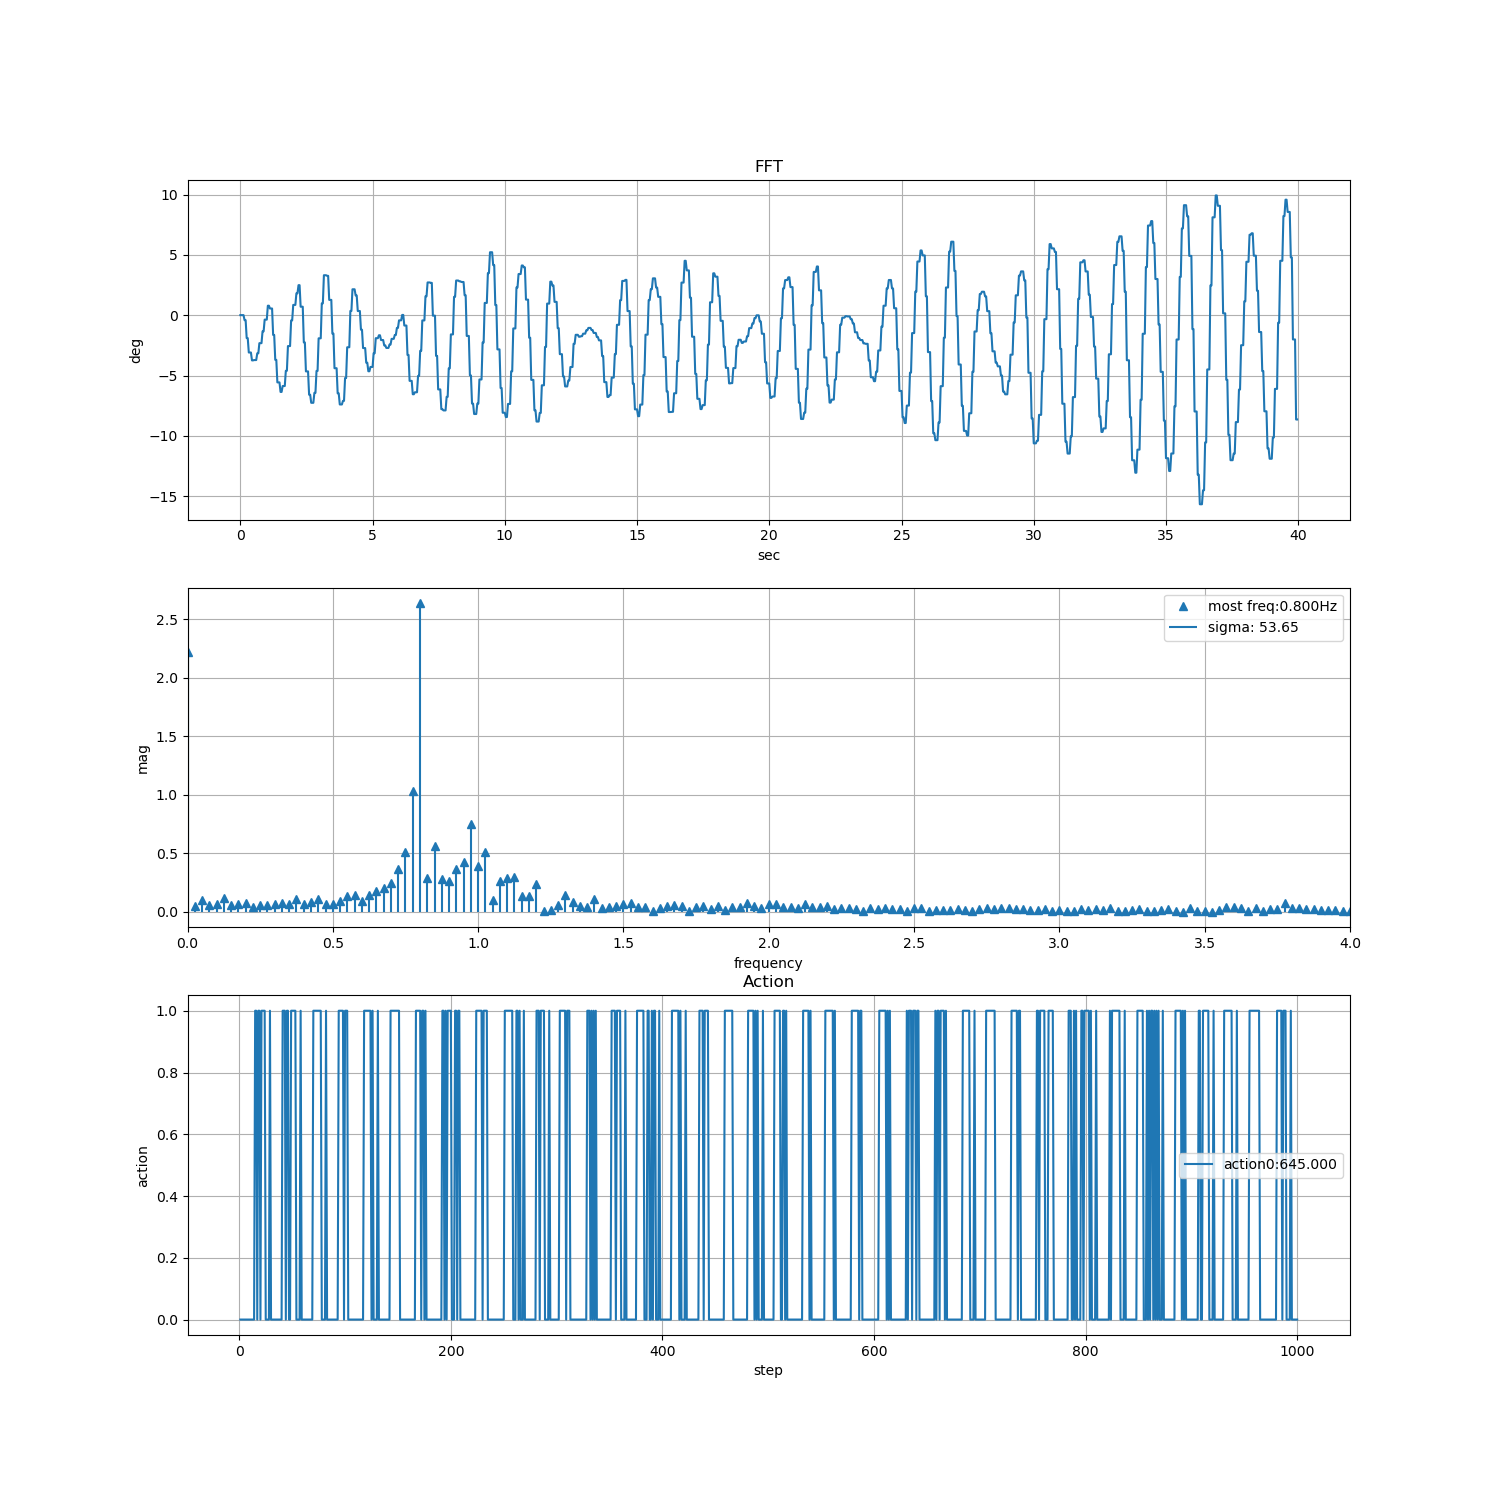 FFT
10
5
0
−5
−10
−15
deg
0 5 10 15 20 25 30 35 40
sec
most freq:0.800Hz
sigma: 53.65
2.5
2.0
1.5
1.0
0.5
0.0
mag
0.0 0.5 1.0 1.5 2.0 2.5 3.0 3.5 4.0
frequency
Action
1.0
0.8
0.6
0.4
0.2
0.0
action
action0:645.000
0 200 400 600 800 1000
step